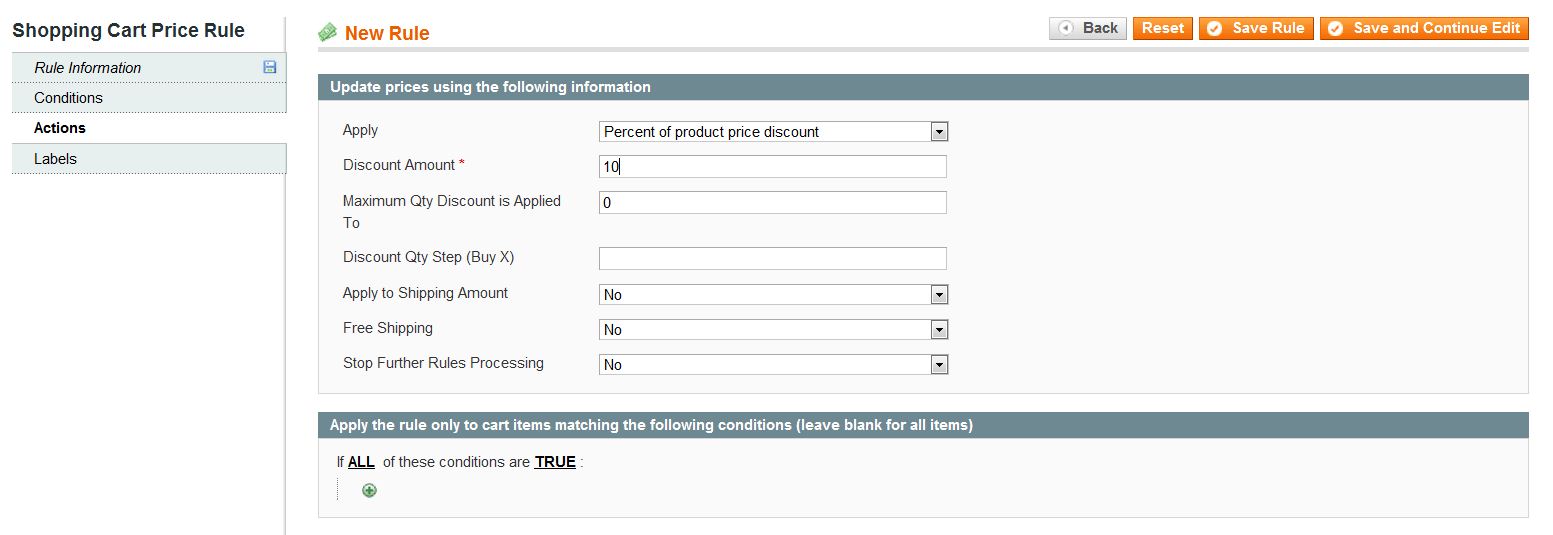 Shopping Cart Price Rule
Rule Information
Conditions
Actions
Labels
New Rule
Back Reset Save Rule Save and Continue Edit
Update prices using the following information
Apply Percent of product price discount
Discount Amount * 10
Maximum Qty Discount is Applied
To 0
Discount Qty Step (Buy X)
Apply to Shipping Amount No
Free Shipping No
Stop Further Rules Processing No
Apply the rule only to cart items matching the following conditions (leave blank for all items)
If ALL of these conditions are TRUE :